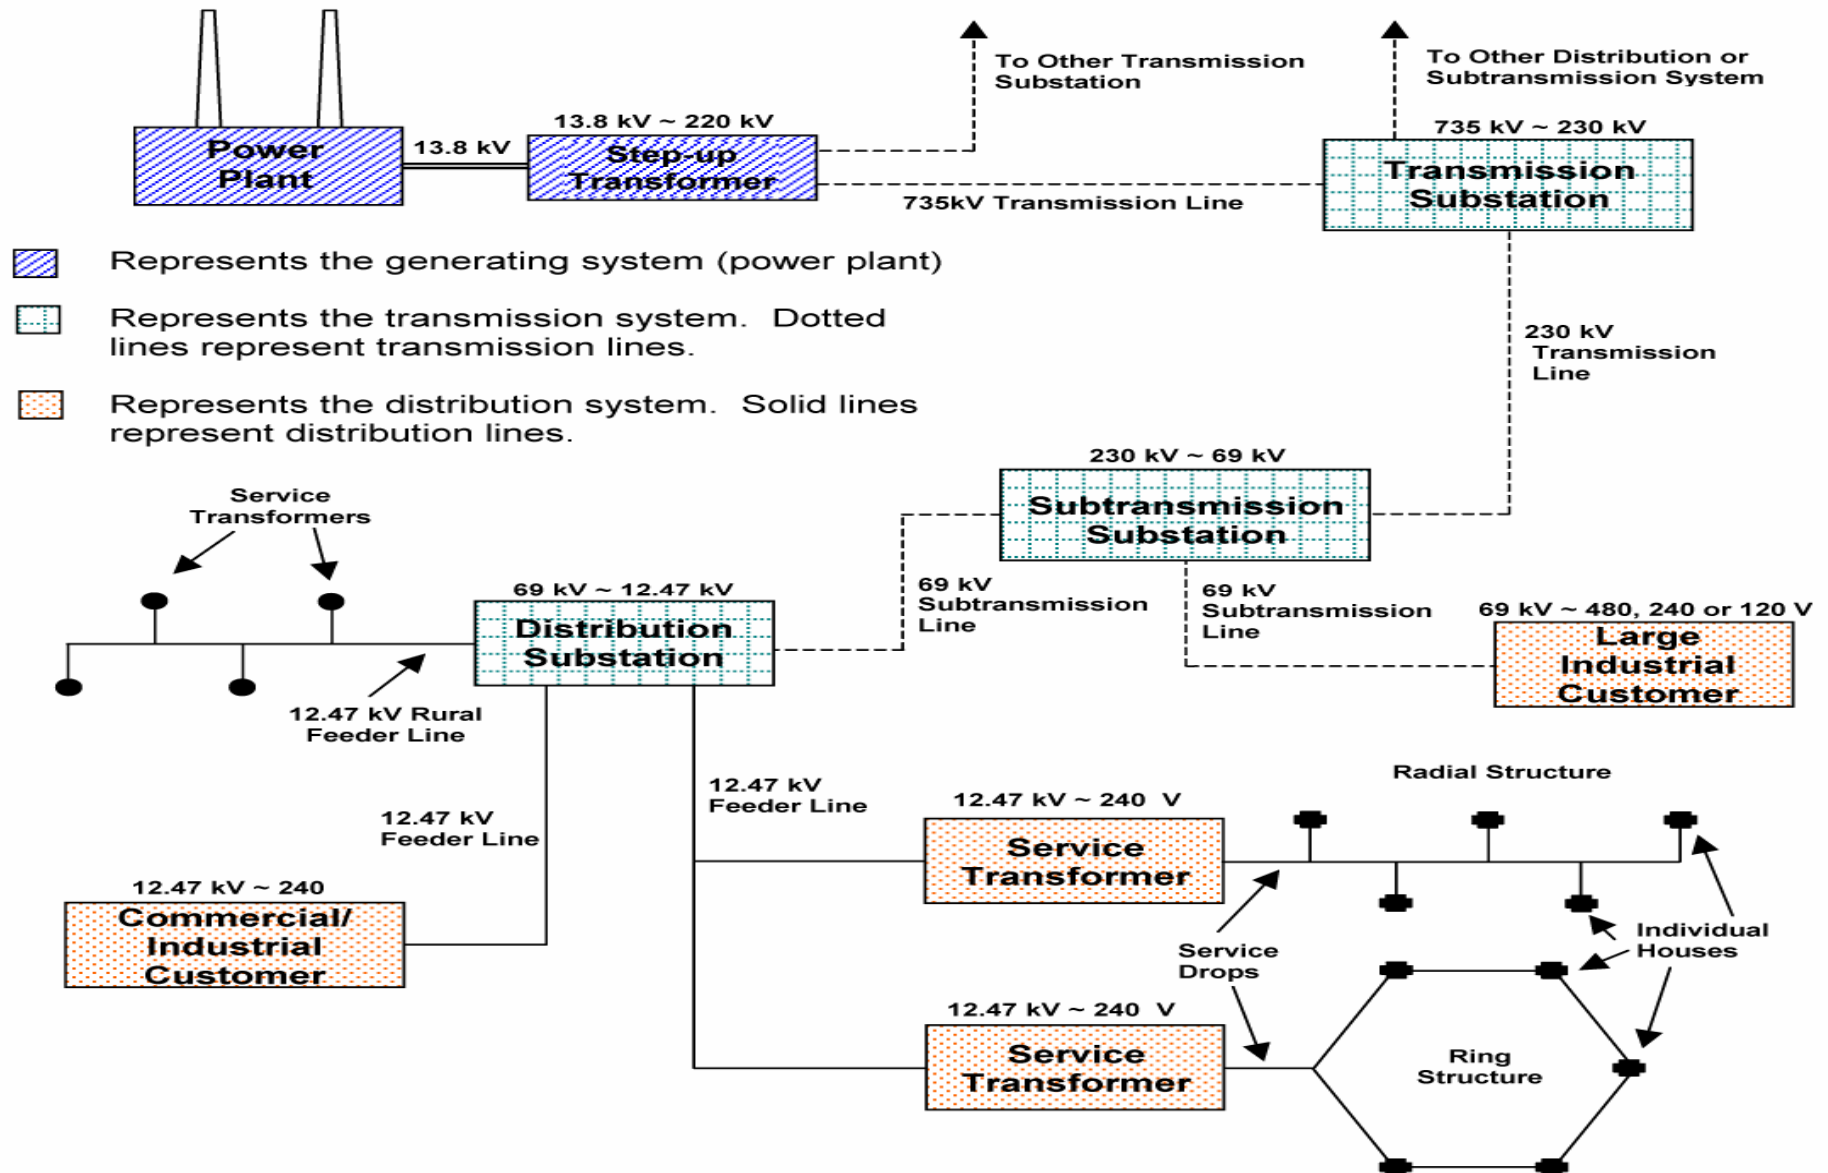 To Other Transmission
Substation
To Other Distribution or
Subtransmission System
13.8 kV ~ 220 kV
735 kV ~ 230 kV
Power
Plant
13.8 kV
Step-up
Transformer
Transmission
Substation
735kV Transmission Line
Represents the generating system (power plant)
Represents the transmission system.  Dotted
lines represent transmission lines.
Represents the distribution system.  Solid lines
represent distribution lines.
230 kV
Transmission
Line
230 kV ~ 69 kV
Subtransmission
Substation
Service
Transformers
69 kV ~ 12.47 kV
Distribution
Substation
69 kV
Subtransmission
Line
69 kV
Subtransmission
Line
69 kV ~ 480, 240 or 120 V
Large
Industrial
Customer
12.47 kV Rural
Feeder Line
12.47 kV
Feeder Line
12.47 kV
Feeder Line
12.47 kV ~ 240  V
Service
Transformer
Radial Structure
12.47 kV ~ 240
Commercial/
Industrial
Customer
Service
Drops
Individual
Houses
12.47 kV ~ 240  V
Service
Transformer
Ring
Structure